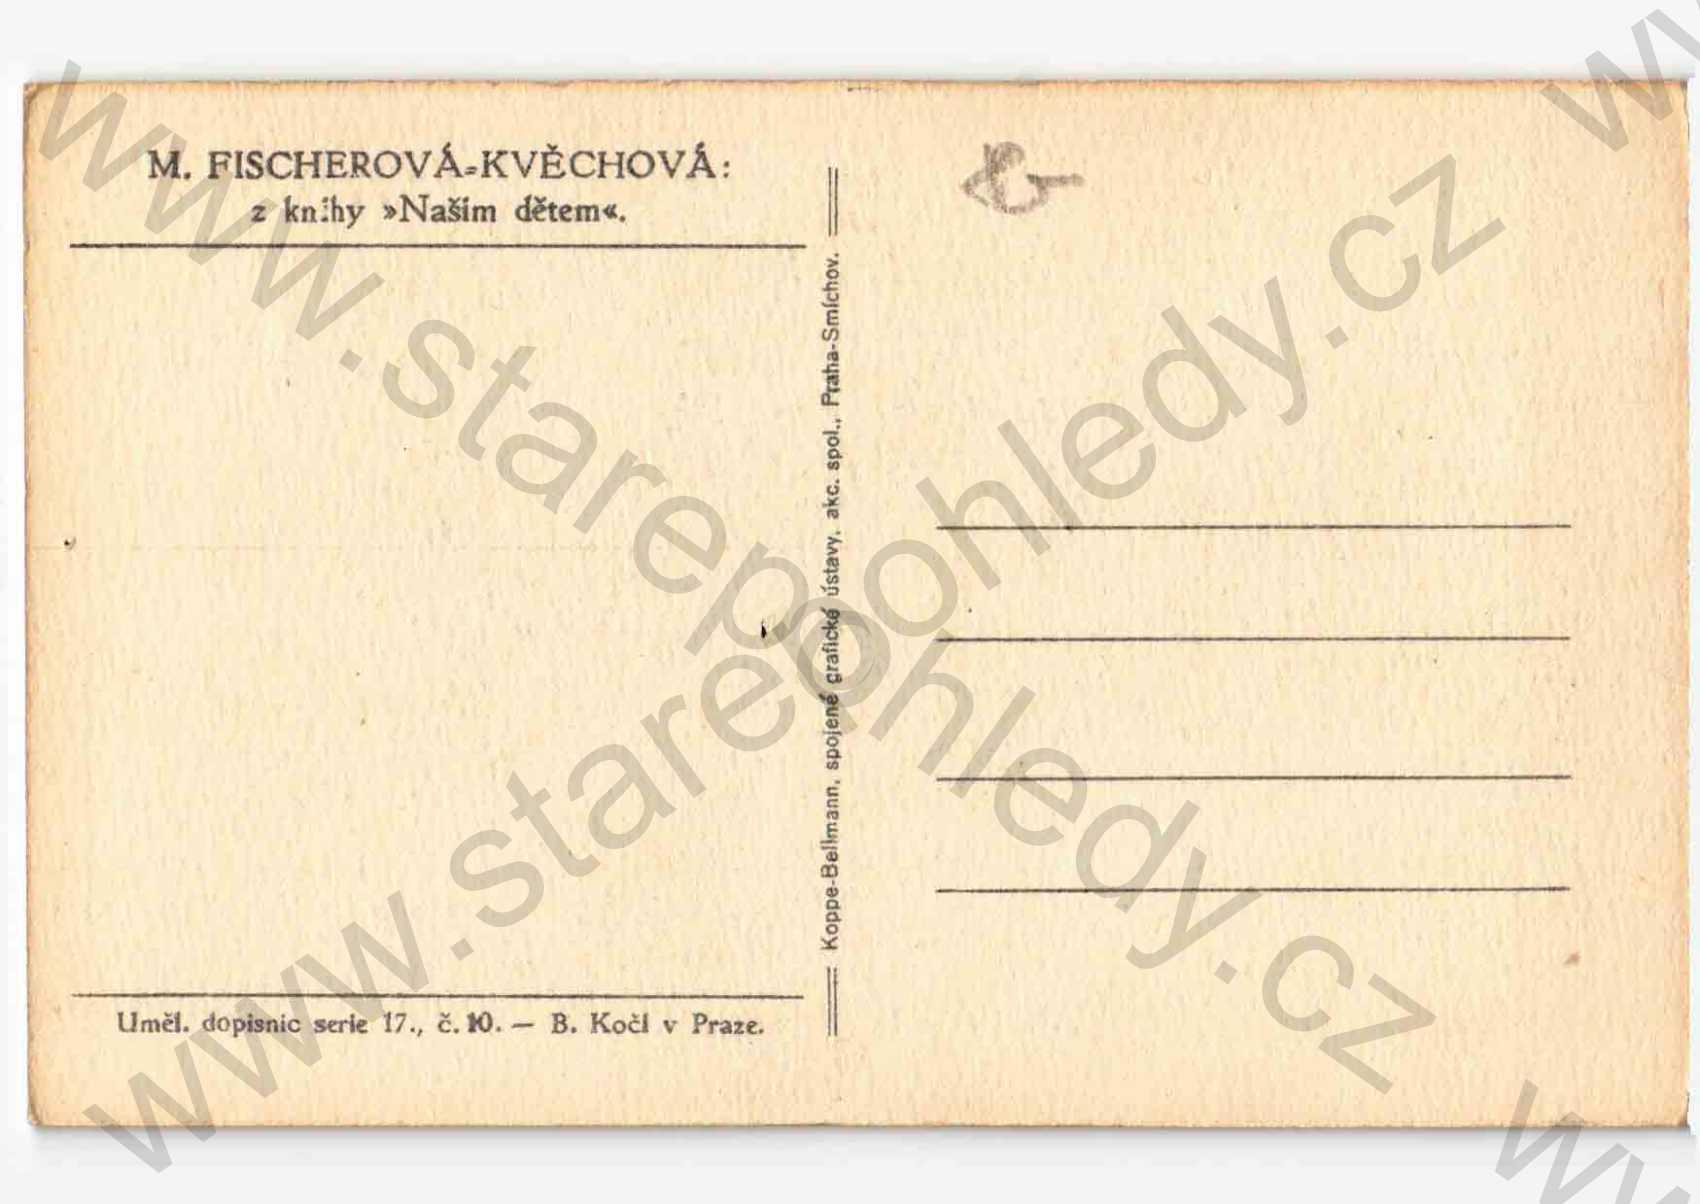 M. FISCHEROVÁ-KVĚCHOVÁ:
z knihy »Našim dětem«.
Koppe-Bellmann, spojené grafické ústavy, akc. spol., Praha-Smíchov.
Uměl. dopisnic serie 17., č. 10. — B. Kočí v Praze.
www.starepohledy.cz
www.starepohledy.cz